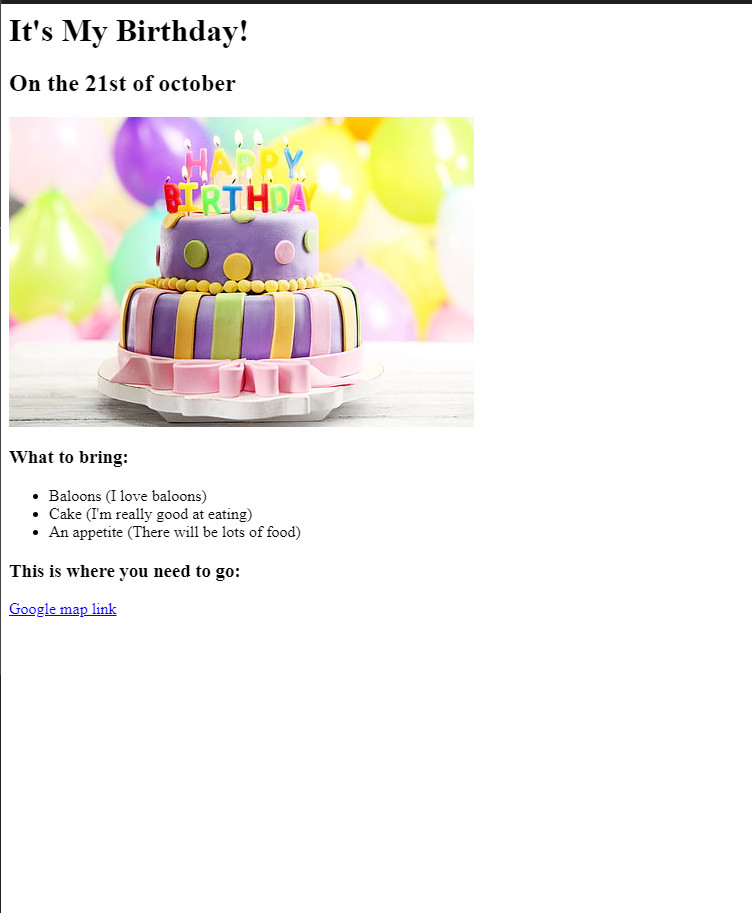 It's My Birthday!
On the 21st of october
HAPPY
BIRTHDAY
What to bring:
Baloons (I love baloons)
Cake (I'm really good at eating)
An appetite (There will be lots of food)
This is where you need to go:
Google map link